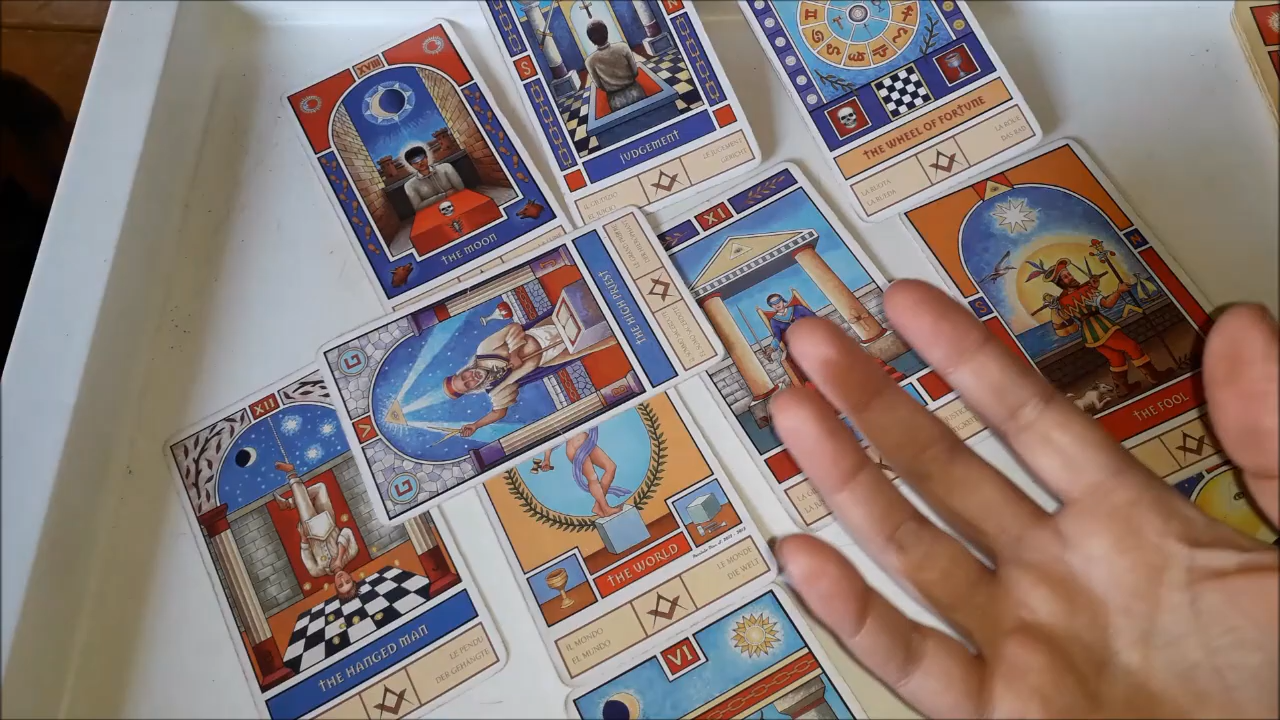 XVIII
THE MOON
S
N
JUDGEMENT
IL GIUDIZIO
EL JUICIO
LE JUGEMENT
GERICHT
THE WHEEL OF FORTUNE
LA RUOTA
LA RUEDA
LA ROUE
DAS RAD
V
G
G
THE HIGH PRIEST
XI
S
N
THE FOOL
XII
THE HANGED MAN
LE PENDU
DER GEHÄNGTE
THE WORLD
IL MONDO
EL MUNDO
LE MONDE
DIE WELT
VI